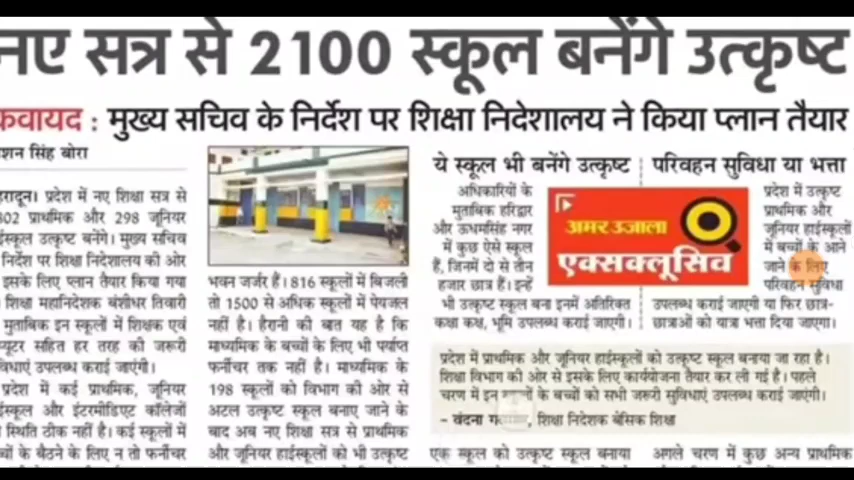 नए सत्र से 2100 स्कूल बनेंगे उत्कृष्ट
कवायद : मुख्य सचिव के निर्देश पर शिक्षा निदेशालय ने किया प्लान तैयार
सिंह बोरा
प्रदेश में नए शिक्षा सत्र से
प्राथमिक और 298 जूनियर
उत्कृष्ट बनेंगे। मुख्य सचिव
निर्देश पर शिक्षा निदेशालय की ओर
इसके लिए प्लान तैयार किया गया
शिक्षा महानिदेशक बंशीधर तिवारी
मुताबिक इन स्कूलों में शिक्षक एवं
सहित हर तरह की जरूरी
उपलब्ध कराई जाएंगी।
प्रदेश में कई प्राथमिक, जूनियर
और इंटरमीडिएट कॉलेजों
स्थिति ठीक नहीं है। कई स्कूलों में
के बैठने के लिए न तो फर्नीचर
भवन जर्जर हैं। 816 स्कूलों में बिजली
तो 1500 से अधिक स्कूलों में पेयजल
नहीं है। हैरानी की बात यह है कि
माध्यमिक के बच्चों के लिए भी पर्याप्त
फर्नीचर तक नहीं है। माध्यमिक के
198 स्कूलों को विभाग की ओर से
अटल उत्कृष्ट स्कूल बनाए जाने के
बाद अब नए शिक्षा सत्र से प्राथमिक
और जूनियर हाईस्कूलों को भी उत्कृष्ट
ये स्कूल भी बनेंगे उत्कृष्ट
अधिकारियों के
मुताबिक हरिद्वार
और ऊधमसिंह नगर
में कुछ ऐसे स्कूल
हैं, जिनमें दो से तीन
हजार छात्र हैं। इन्हें
भी उत्कृष्ट स्कूल बना इनमें अतिरिक्त
कक्षा कक्ष, भूमि उपलब्ध कराई जाएगी।
अमर उजाला
एक्सक्लूसिव
परिवहन सुविधा या भत्ता
प्रदेश में उत्कृष्ट
प्राथमिक और
जूनियर हाईस्कूलों
में बच्चों के आने
जाने के लिए
परिवहन सुविधा
उपलब्ध कराई जाएगी या फिर छात्र-
छात्राओं को यात्रा भत्ता दिया जाएगा।
प्रदेश में प्राथमिक और जूनियर हाईस्कूलों को उत्कृष्ट स्कूल बनाया जा रहा है।
शिक्षा विभाग की ओर से इसके लिए कार्ययोजना तैयार कर ली गई है। पहले
चरण में इन के बच्चों को सभी जरूरी सुविधाएं उपलब्ध कराई जाएंगी।
– वंदना शिक्षा निदेशक बेसिक शिक्षा
एक स्कूल को उत्कृष्ट स्कूल बनाया
अगले चरण में कुछ अन्य प्राथमिक